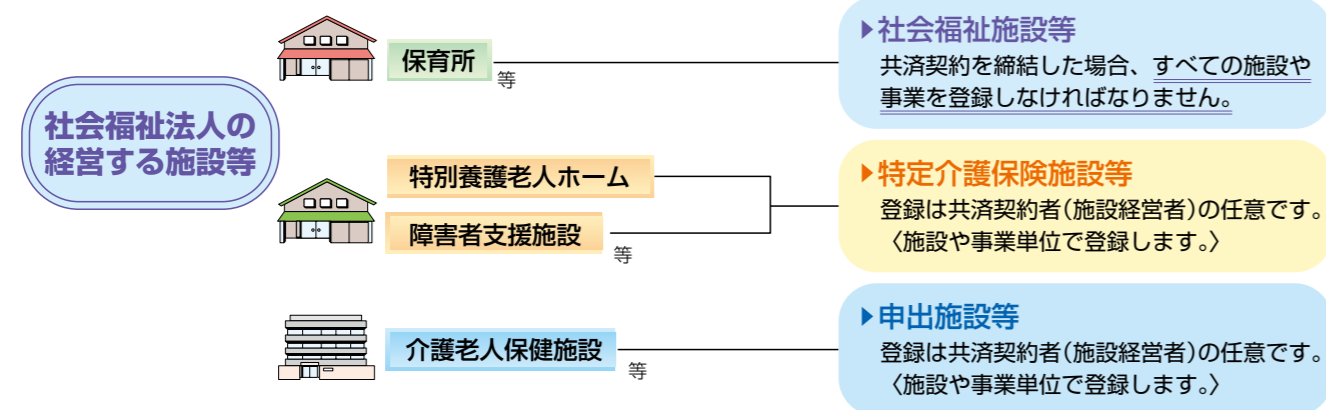 社会福祉法人の
経営する施設等
保育所
等
▶社会福祉施設等
共済契約を締結した場合、すべての施設や
事業を登録しなければなりません。
特別養護老人ホーム
障害者支援施設
等
▶特定介護保険施設等
登録は共済契約者(施設経営者)の任意です。
〈施設や事業単位で登録します。〉
介護老人保健施設
等
▶申出施設等
登録は共済契約者(施設経営者)の任意です。
〈施設や事業単位で登録します。〉